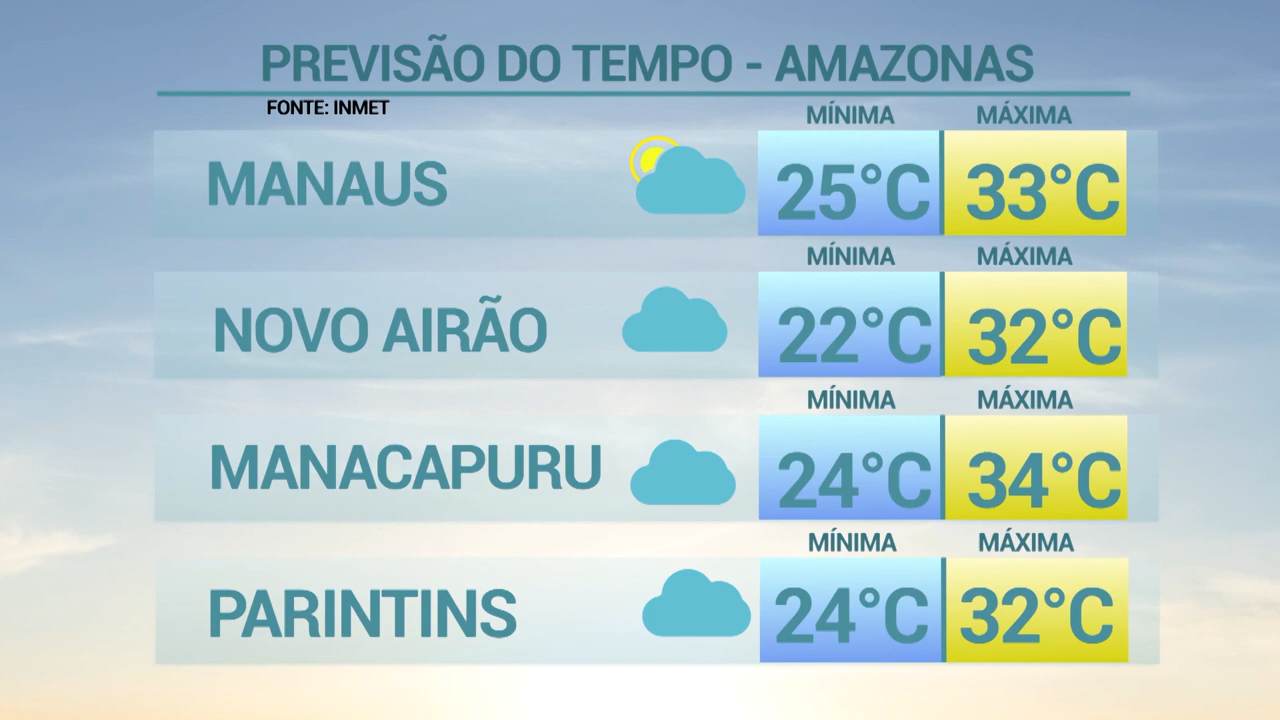 PREVISÃO DO TEMPO - AMAZONAS
FONTE: INMET
MÍNIMA MÁXIMA
MANAUS 25°C 33°C
MÍNIMA MÁXIMA
NOVO AIRÃO 22°C 32°C
MÍNIMA MÁXIMA
MANACAPURU 24°C 34°C
MÍNIMA MÁXIMA
PARINTINS 24°C 32°C